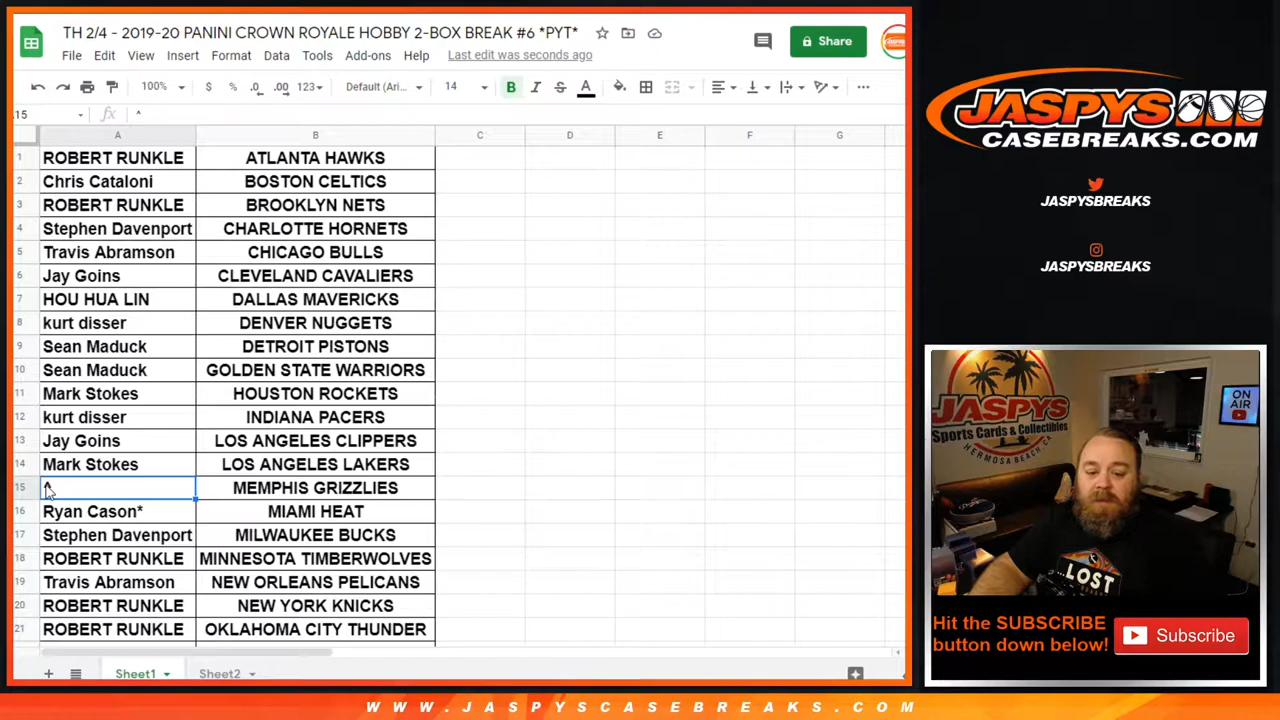 TH 2/4 - 2019-20 PANINI CROWN ROYALE HOBBY 2-BOX BREAK #6 *PYT*
File Edit View Insert Format Data Tools Add-ons Help Last edit was seconds ago
Share
100% $ % .0 .00 123 Default (Ari... 14 B I S A
15 fx ^
A B C D E F G
1 ROBERT RUNKLE ATLANTA HAWKS
2 Chris Cataloni BOSTON CELTICS
3 ROBERT RUNKLE BROOKLYN NETS
4 Stephen Davenport CHARLOTTE HORNETS
5 Travis Abramson CHICAGO BULLS
6 Jay Goins CLEVELAND CAVALIERS
7 HOU HUA LIN DALLAS MAVERICKS
8 kurt disser DENVER NUGGETS
9 Sean Maduck DETROIT PISTONS
10 Sean Maduck GOLDEN STATE WARRIORS
11 Mark Stokes HOUSTON ROCKETS
12 kurt disser INDIANA PACERS
13 Jay Goins LOS ANGELES CLIPPERS
14 Mark Stokes LOS ANGELES LAKERS
15 ^ MEMPHIS GRIZZLIES
16 Ryan Cason* MIAMI HEAT
17 Stephen Davenport MILWAUKEE BUCKS
18 ROBERT RUNKLE MINNESOTA TIMBERWOLVES
19 Travis Abramson NEW ORLEANS PELICANS
20 ROBERT RUNKLE NEW YORK KNICKS
21 ROBERT RUNKLE OKLAHOMA CITY THUNDER
Sheet1 Sheet2
JASPYS
CASEBREAKS.COM
JASPYSBREAKS
JASPYSBREAKS
JASPYS
Sports Cards & Collectibles
HERMOSA BEACH, CA
ON
AIR
...LOST
Hit the SUBSCRIBE
button down below!
Subscribe
WWW.JASPYSCASEBREAKS.COM